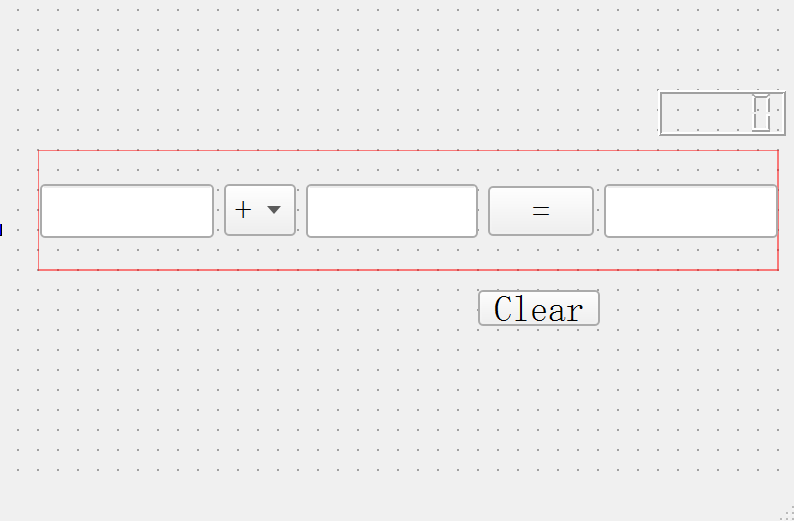 0
+ =
Clear